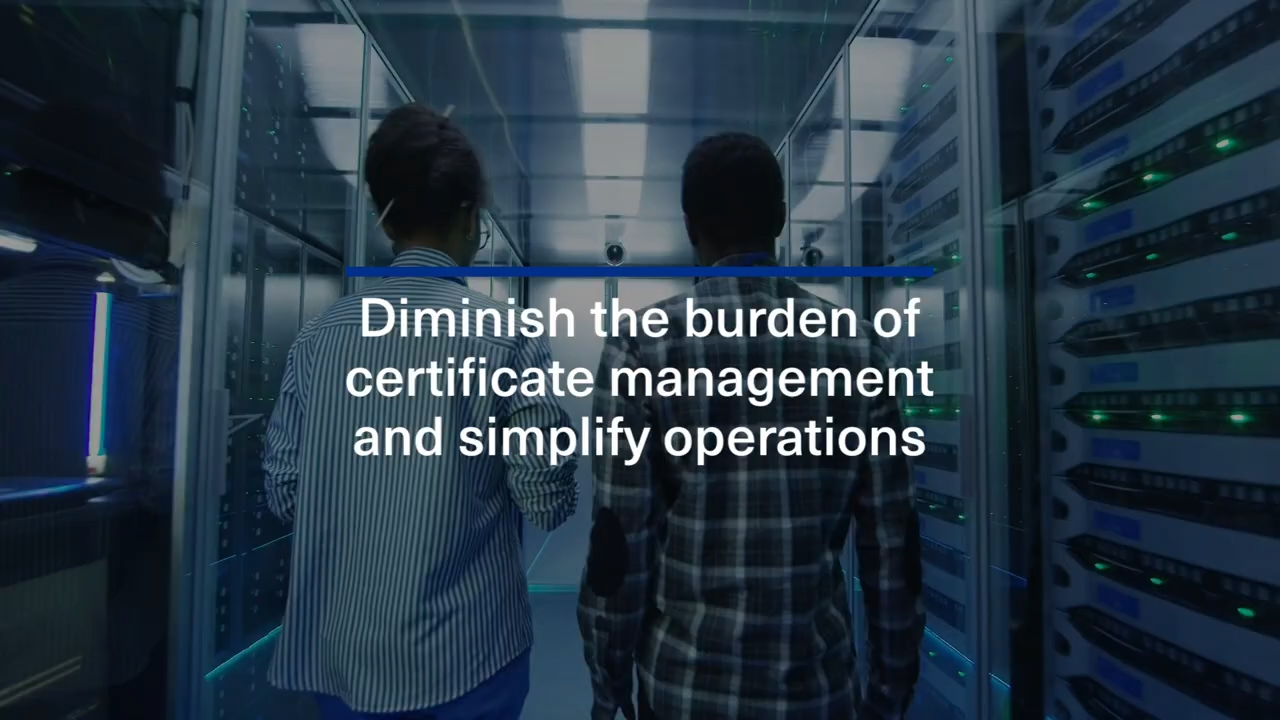 Diminish the burden of
certificate management
and simplify operations